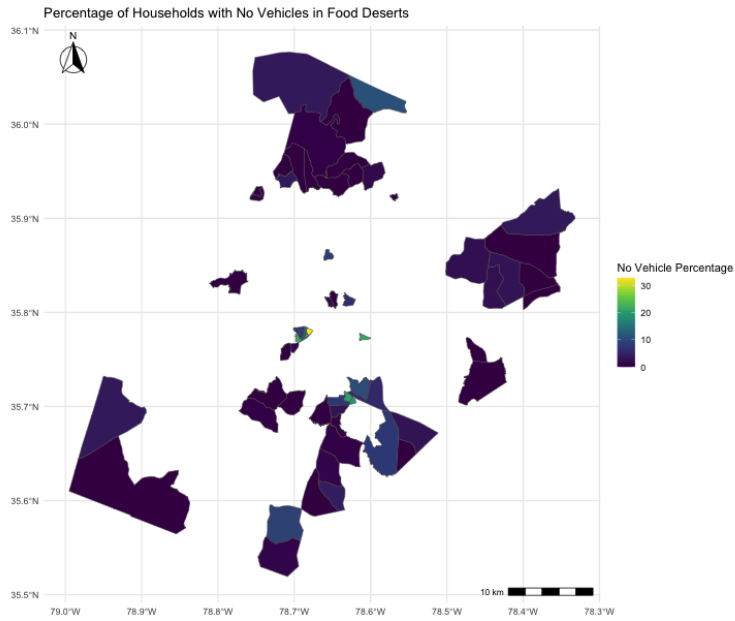 Percentage of Households with No Vehicles in Food Deserts
N
36.1°N
36.0°N
35.9°N
35.8°N
35.7°N
35.6°N
35.5°N
No Vehicle Percentage
30
20
10
0
10 km
79.0°W 78.9°W 78.8°W 78.7°W 78.6°W 78.5°W 78.4°W 78.3°W